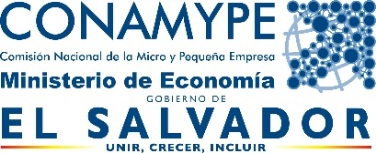 CONAMYPE
Comisión Nacional de la Micro y Pequeña Empresa
Ministerio de Economía
GOBIERNO DE
EL SALVADOR
UNIR, CRECER, INCLUIR